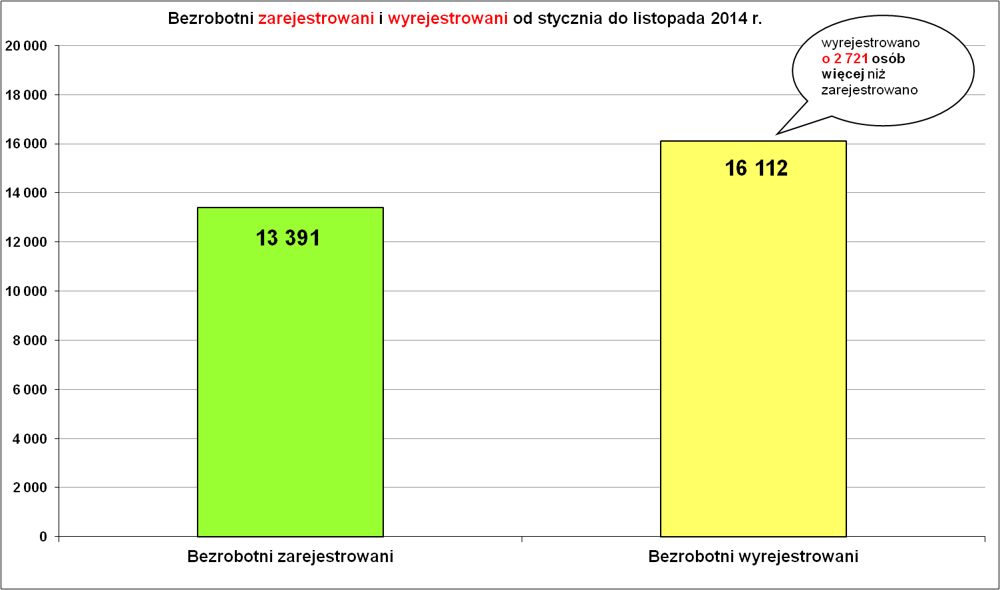 Bezrobotni zarejestrowani i wyrejestrowani od stycznia do listopada 2014 r.
wyrejestrowano
o 2 721 osób
więcej niż
zarejestrowano
20 000
18 000
16 000
14 000
12 000
10 000
8 000
6 000
4 000
2 000
0
16 112
13 391
Bezrobotni zarejestrowani
Bezrobotni wyrejestrowani